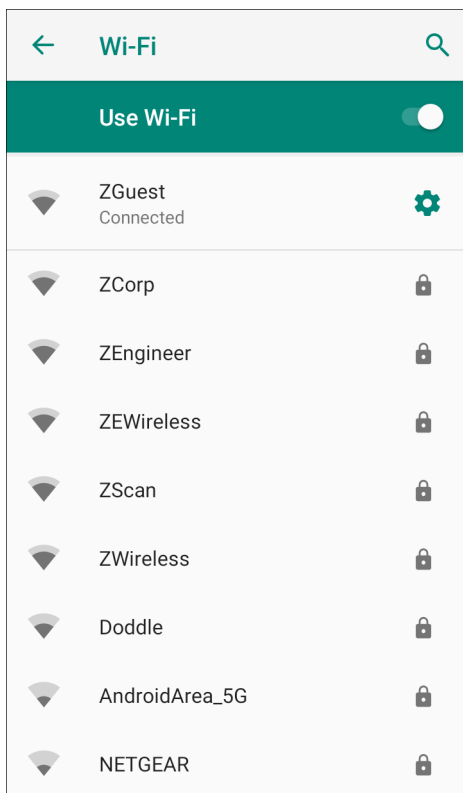 Wi-Fi
Use Wi-Fi
ZGuest
Connected
ZCorp
ZEngineer
ZEWireless
ZScan
ZWireless
Doddle
AndroidArea_5G
NETGEAR